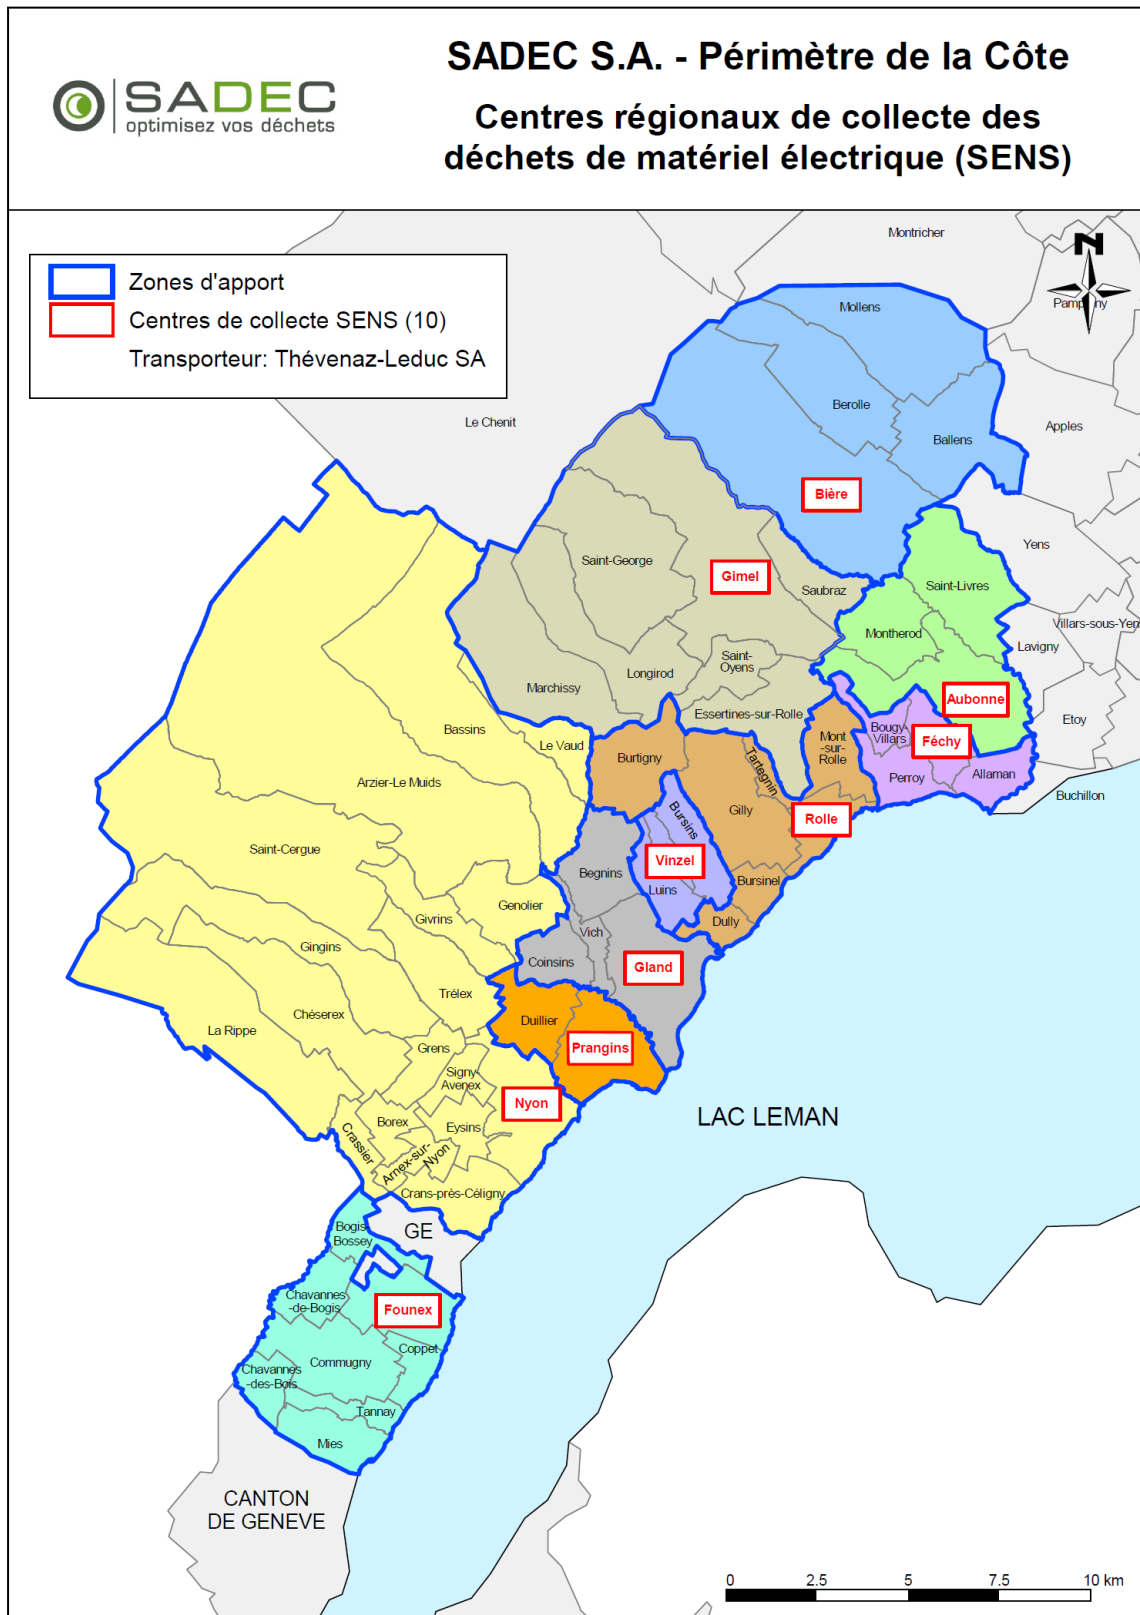 SADEC
optimisez vos déchets
SADEC S.A. - Périmètre de la Côte
Centres régionaux de collecte des
déchets de matériel électrique (SENS)
Zones d'apport
Centres de collecte SENS (10)
Transporteur: Thévenaz-Leduc SA
N
Montricher
Pampigny
Mollens
Berolle
Le Chenit
Apples
Ballens
Bière
Yens
Saint-George
Gimel
Saubraz
Saint-Livres
Villars-sous-Yens
Montherod
Lavigny
Saint-
Oyens
Longirod
Marchissy
Aubonne
Essertines-sur-Rolle
Etoy
Bassins
Bougy-
Villars
Féchy
Mont
-sur-
Rolle
Le Vaud
Burtigny
Tartegnin
Perroy
Allaman
Arzier-Le Muids
Buchillon
Gilly
Bursins
Rolle
Saint-Cergue
Vinzel
Begnins
Luins
Bursinel
Genolier
Givrins
Dully
Vich
Gingins
Coinsins
Gland
Trélex
Chéserex
Duillier
La Rippe
Prangins
Grens
Signy-
Avenex
Nyon
LAC LEMAN
Borex
Eysins
Crassier
Arnex-sur-
Nyon
Crans-près-Céligny
GE
Bogis-
Bossey
Chavannes
-de-Bogis
Founex
Coppet
Commugny
Chavannes
-des-Bois
Tannay
Mies
CANTON
DE GENEVE
0 2.5 5 7.5 10 km